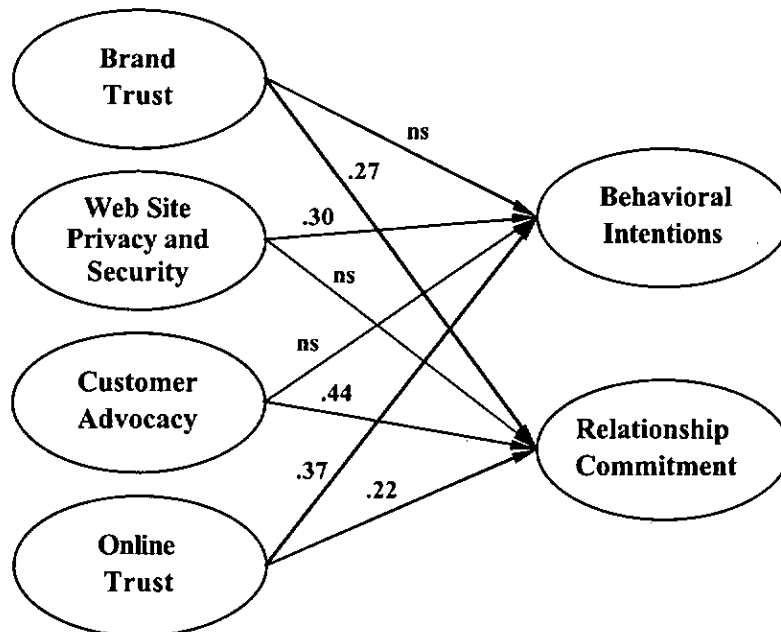 Brand
Trust
ns
.27
Web Site
Privacy and
Security
.30
ns
Behavioral
Intentions
Customer
Advocacy
ns
.44
Relationship
Commitment
Online
Trust
.37
.22